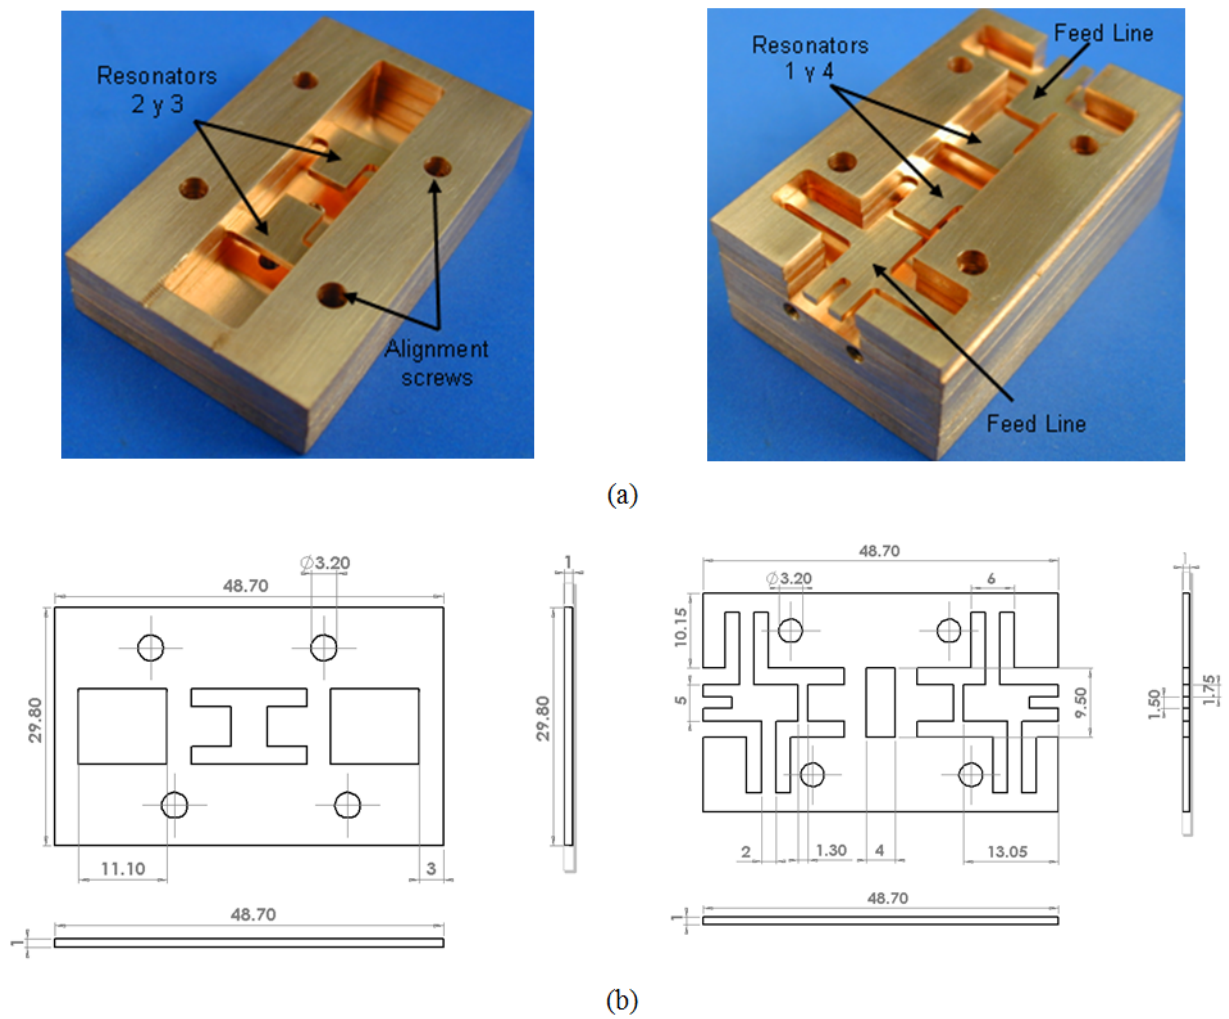 Resonators
2 y 3
Alignment
screws
Resonators
1 y 4
Feed Line
Feed Line
(a)
∅3.20
48.70
1
29.80
29.80
11.10
3
48.70
1
48.70
∅3.20
6
10.15
5
9.50
1.50
1.75
2
1.30
4
13.05
48.70
1
(b)